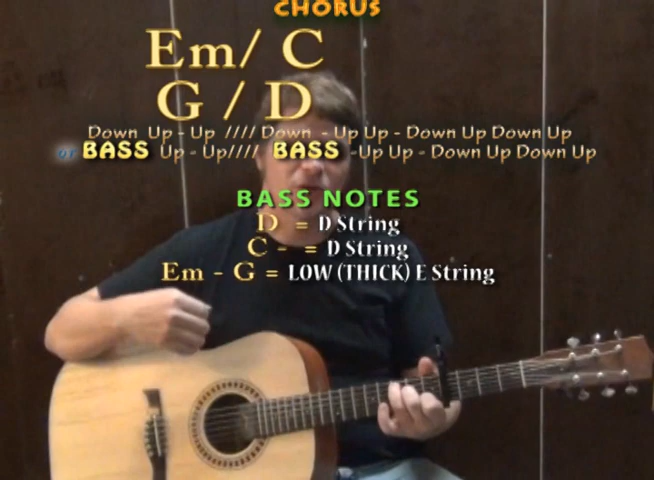 CHORUS
Em/ C
G / D
Down Up - Up //// Down - Up Up - Down Up Down Up
or BASS Up - Up//// BASS -Up Up - Down Up Down Up
BASS NOTES
D = D String
C - = D String
Em - G = LOW (THICK) E String